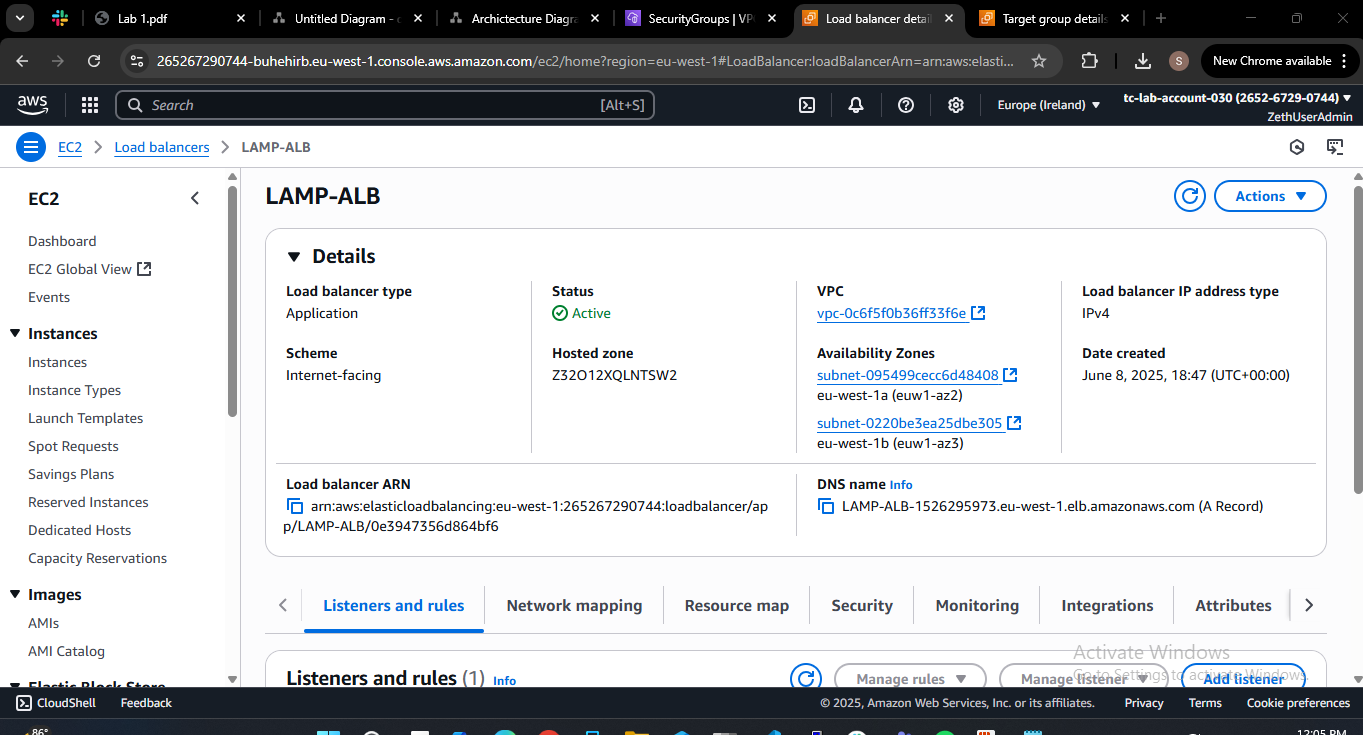 Lab 1.pdf
Untitled Diagram - 
Archictecture Diagra
SecurityGroups | VP
Load balancer detail
Target group details
265267290744-buhehirb.eu-west-1.console.aws.amazon.com/ec2/home?region=eu-west-1#LoadBalancer:loadBalancerArn=arn:aws:elasti...
S
New Chrome available
aws
Search
[Alt+S]
Europe (Ireland)
tc-lab-account-030 (2652-6729-0744)
ZethUserAdmin
EC2 > Load balancers > LAMP-ALB
EC2
Dashboard
EC2 Global View
Events
Instances
Instances
Instance Types
Launch Templates
Spot Requests
Savings Plans
Reserved Instances
Dedicated Hosts
Capacity Reservations
Images
AMIs
AMI Catalog
Elastic Block Store
LAMP-ALB
Actions
Details
Load balancer type
Application
Status
Active
VPC
vpc-0c6f5f0b36ff33f6e
Load balancer IP address type
IPv4
Scheme
Internet-facing
Hosted zone
Z32O12XQLNTSW2
Availability Zones
subnet-095499cecc6d48408
eu-west-1a (euw1-az2)
subnet-0220be3ea25dbe305
eu-west-1b (euw1-az3)
Date created
June 8, 2025, 18:47 (UTC+00:00)
Load balancer ARN
arn:aws:elasticloadbalancing:eu-west-1:265267290744:loadbalancer/ap
p/LAMP-ALB/0e3947356d864bf6
DNS name Info
LAMP-ALB-1526295973.eu-west-1.elb.amazonaws.com (A Record)
Listeners and rules
Network mapping
Resource map
Security
Monitoring
Integrations
Attributes
Listeners and rules (1) Info
Manage rules
Manage listener
Add listener
Activate Windows
Go to Settings to activate Windows.
CloudShell
Feedback
© 2025, Amazon Web Services, Inc. or its affiliates.
Privacy
Terms
Cookie preferences
86°
12:05 PM